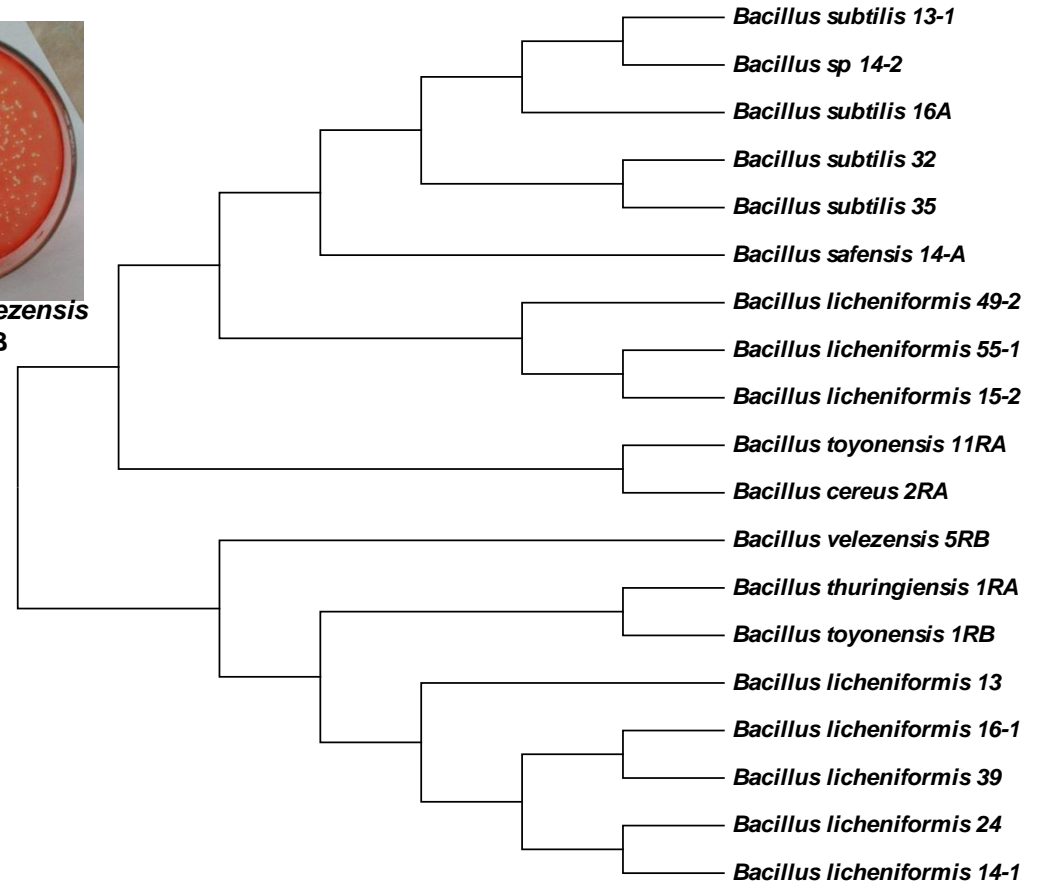 Bacillus subtilis 13-1
Bacillus sp 14-2
Bacillus subtilis 16A
Bacillus subtilis 32
Bacillus subtilis 35
Bacillus safensis 14-A
Bacillus licheniformis 49-2
ezensis
Bacillus licheniformis 55-1
Bacillus licheniformis 15-2
Bacillus toyonensis 11RA
Bacillus cereus 2RA
Bacillus velezensis 5RB
Bacillus thuringiensis 1RA
Bacillus toyonensis 1RB
Bacillus licheniformis 13
Bacillus licheniformis 16-1
Bacillus licheniformis 39
Bacillus licheniformis 24
Bacillus licheniformis 14-1